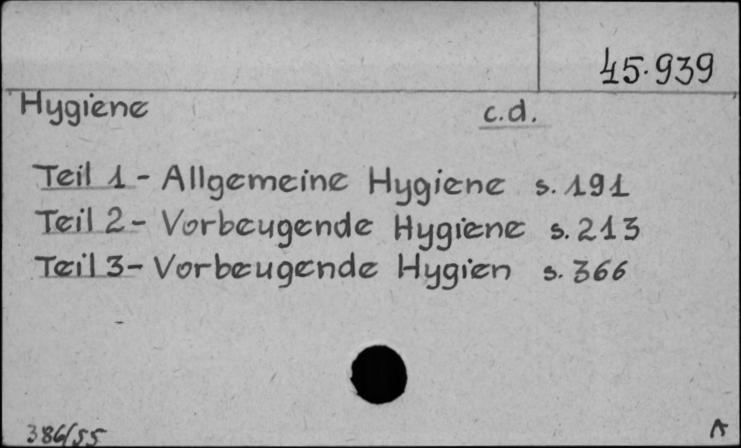 45.939
Hygiene c.d.
Teil 1 - Allgemeine Hygiene s. 191
Teil 2 - Vorbeugende Hygiene s. 213
Teil 3 - Vorbeugende Hygien s. 366
386/55